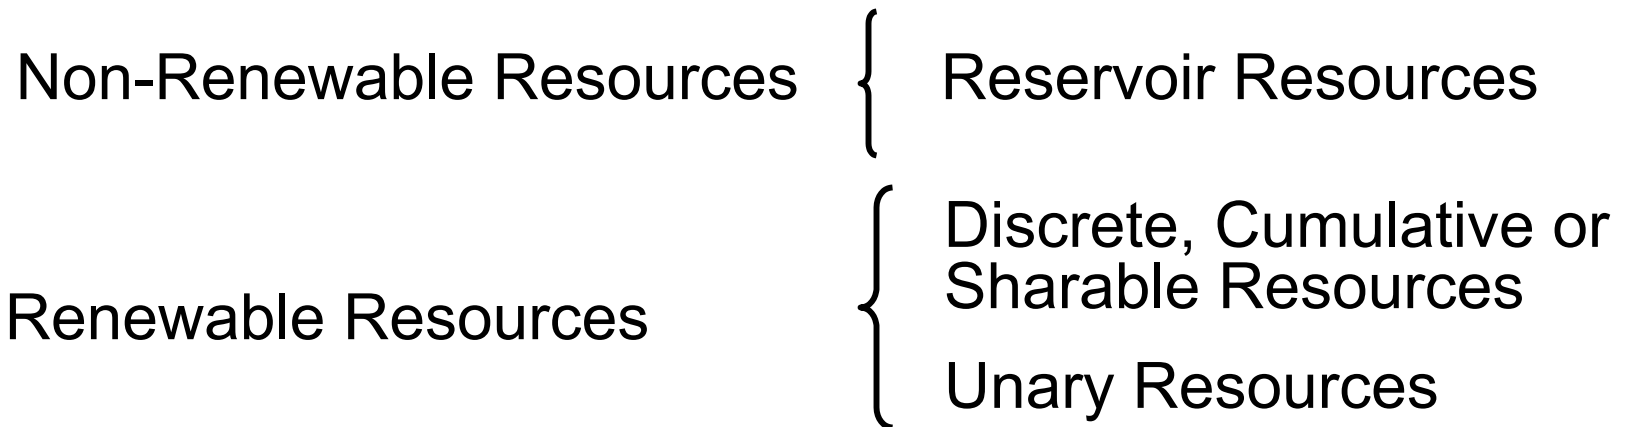 Non-Renewable Resources
Reservoir Resources
Renewable Resources
Discrete, Cumulative or
Sharable Resources
Unary Resources